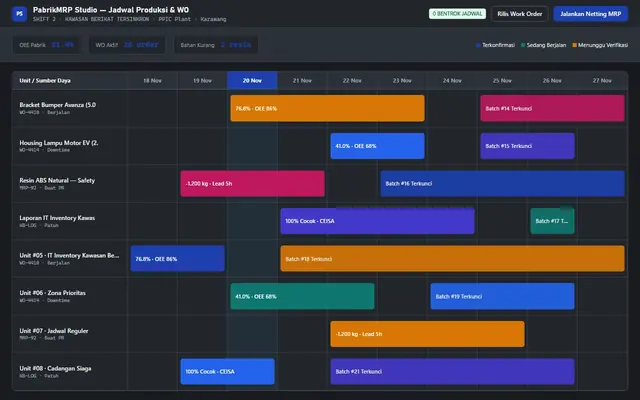 PS
PabrikMRP Studio — Jadwal Produksi & WO
SHIFT 2 · KAWASAN BERIKAT TERSINKRON · PPIC Plant · Karawang
0 BENTROK JADWAL
Rilis Work Order
Jalankan Netting MRP
OEE Pabrik
WO Aktif
Bahan Kurang
Terkonfirmasi
Sedang Berjalan
Menunggu Verifikasi
Unit / Sumber Daya
18 Nov
19 Nov
20 Nov
21 Nov
22 Nov
23 Nov
24 Nov
25 Nov
26 Nov
27 Nov
Bracket Bumper Avanza (5.0
WO-4418 · Berjalan
76.8% · OEE 86%
Batch #14 Terkunci
Housing Lampu Motor EV (2.
WO-4424 · Downtime
41.0% · OEE 68%
Batch #15 Terkunci
Resin ABS Natural — Safety
MRP-92 · Buat PR
-1.200 kg · Lead 5h
Batch #16 Terkunci
Laporan IT Inventory Kawas
KB-LOG · Patuh
100% Cocok · CEISA
Batch #17 T...
Unit #05 · IT Inventory Kawasan Be...
WO-4418 · Berjalan
76.8% · OEE 86%
Batch #18 Terkunci
Unit #06 · Zona Prioritas
WO-4424 · Downtime
41.0% · OEE 68%
Batch #19 Terkunci
Unit #07 · Jadwal Reguler
MRP-92 · Buat PR
-1.200 kg · Lead 5h
Unit #08 · Cadangan Siaga
KB-LOG · Patuh
100% Cocok · CEISA
Batch #21 Terkunci